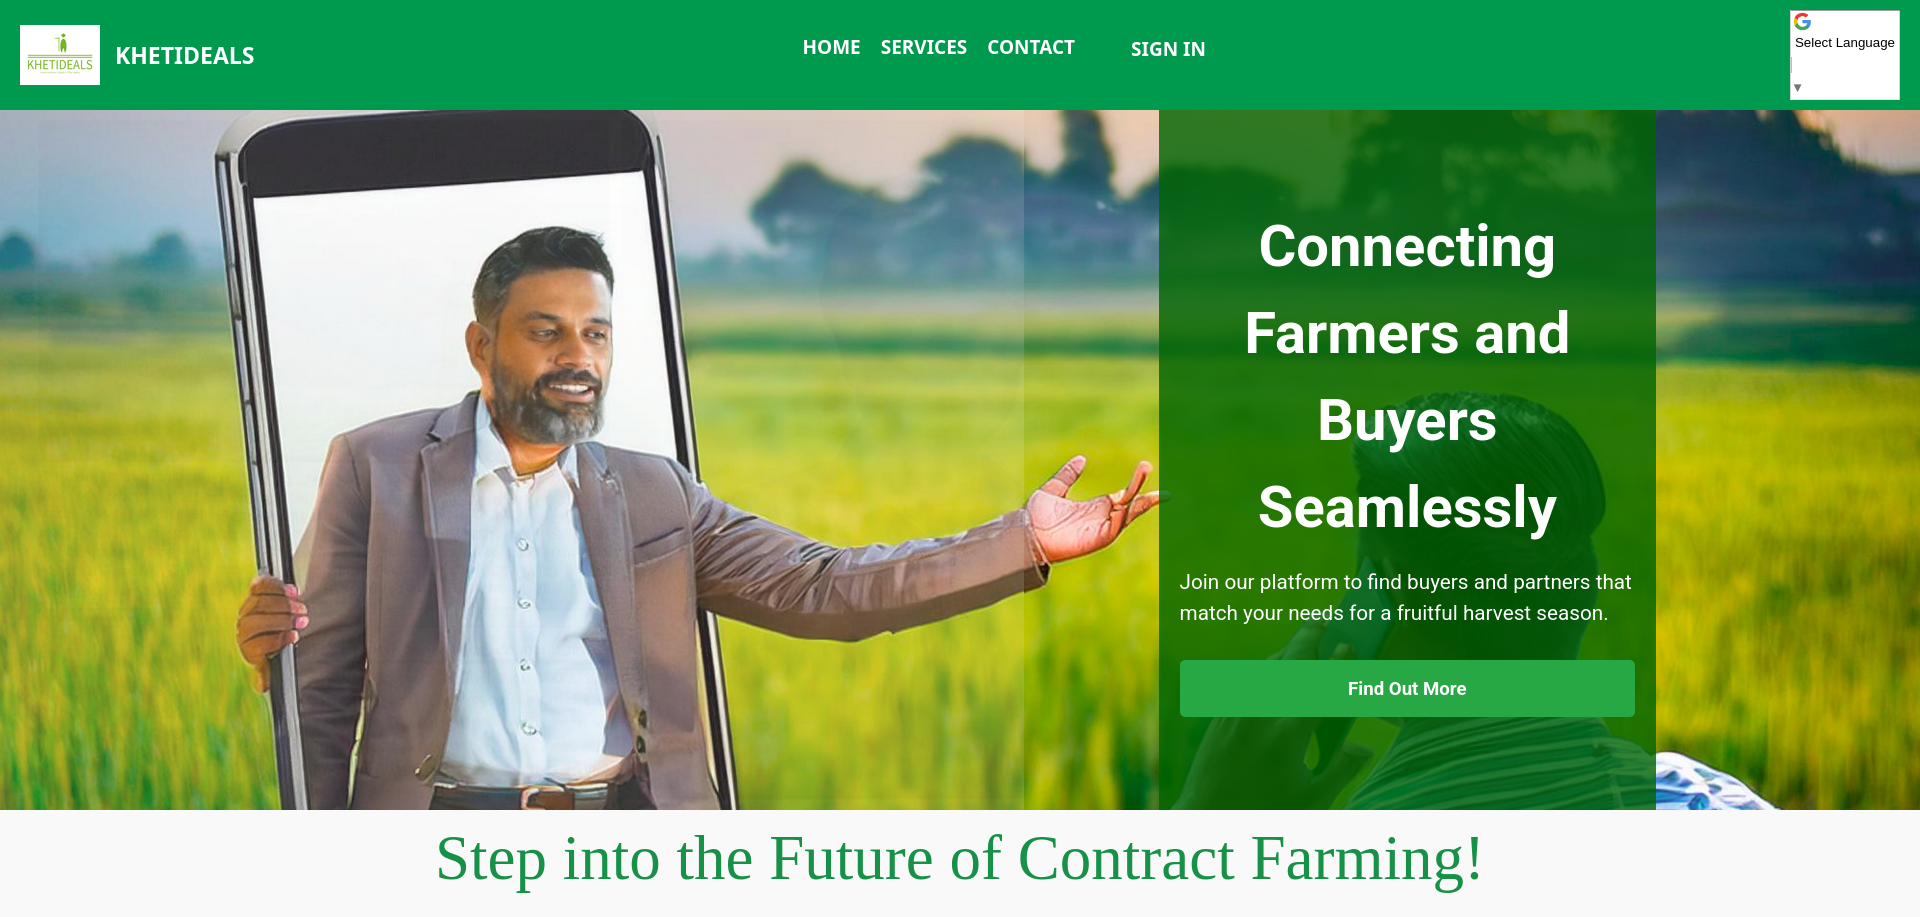 KHETIDEALS
KHETIDEALS
HOME SERVICES CONTACT SIGN IN
Select Language
▼
Connecting
Farmers and
Buyers
Seamlessly
Join our platform to find buyers and partners that
match your needs for a fruitful harvest season.
Find Out More
Step into the Future of Contract Farming!